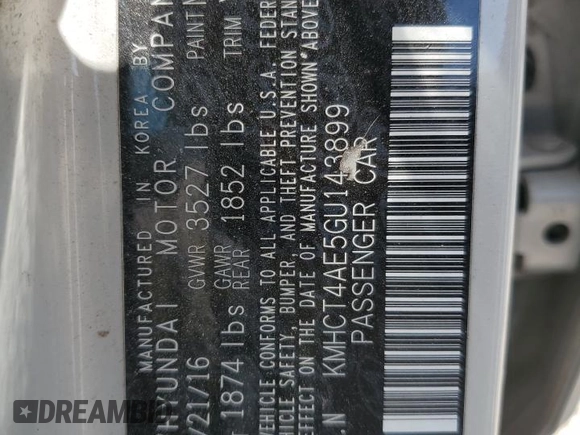 MANUFACTURED IN KOREA BY
HYUNDAI MOTOR COMPAN
/21/16 GVWR 3527 lbs PAINT
GAWR
1874 lbs REAR 1852 lbs TRIM
VEHICLE CONFORMS TO ALL APPLICABLE U.S.A. FEDER
HICLE SAFETY, BUMPER, AND THEFT PREVENTION STAN
EFFECT ON THE DATE OF MANUFACTURE SHOWN ABOVE
.N KMHCT4AE5GU143899
PASSENGER CAR
DREAMBID